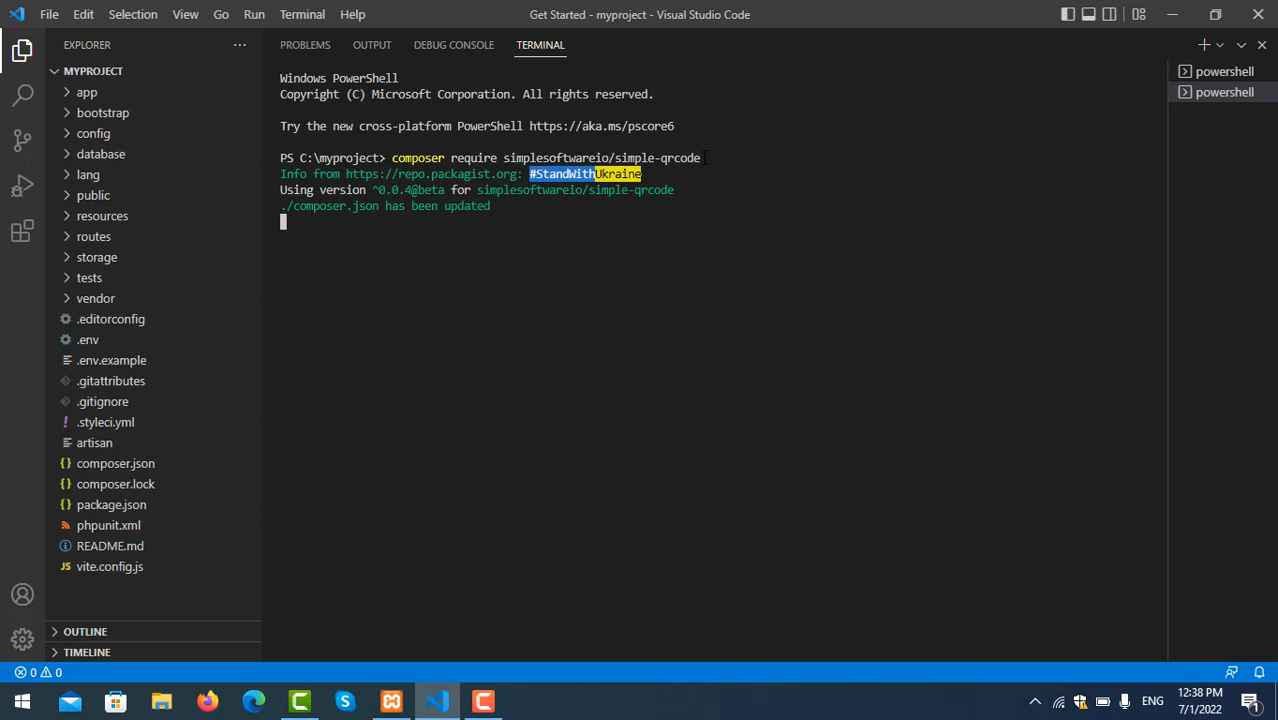 File Edit Selection View Go Run Terminal Help
Get Started - myproject - Visual Studio Code
EXPLORER
MYPROJECT
app
bootstrap
config
database
lang
public
resources
routes
storage
tests
vendor
.editorconfig
.env
.env.example
.gitattributes
.gitignore
.styleci.yml
artisan
composer.json
composer.lock
package.json
phpunit.xml
README.md
vite.config.js
OUTLINE
TIMELINE
PROBLEMS OUTPUT DEBUG CONSOLE TERMINAL
Windows PowerShell
Copyright (C) Microsoft Corporation. All rights reserved.
Try the new cross-platform PowerShell https://aka.ms/pscore6
PS C:\myproject> composer require simplesoftwareio/simple-qrcode
Info from https://repo.packagist.org: #StandWithUkraine
Using version ^0.0.4@beta for simplesoftwareio/simple-qrcode
./composer.json has been updated
powershell
powershell
0 0
ENG
12:38 PM
7/1/2022
1